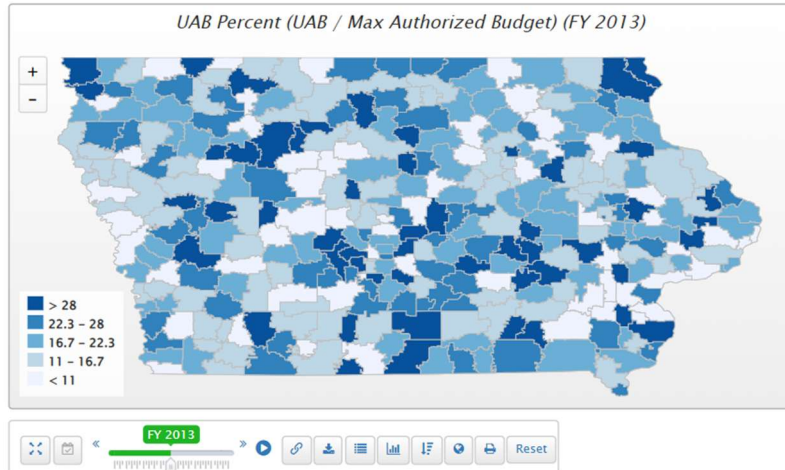 UAB Percent (UAB / Max Authorized Budget) (FY 2013)
+
−
> 28
22.3 – 28
16.7 – 22.3
11 – 16.7
< 11
FY 2013
« » Reset